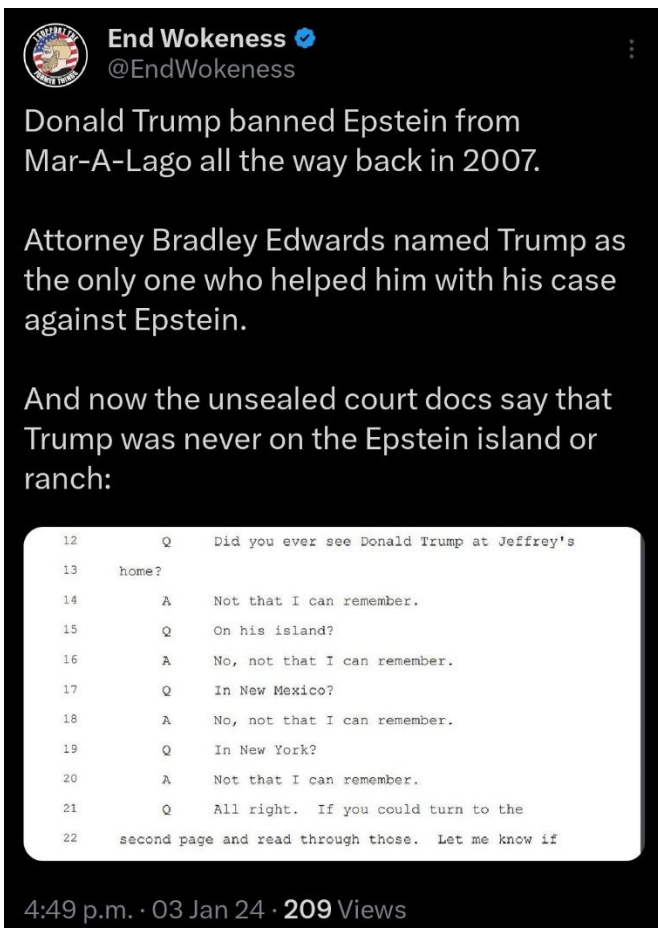 End Wokeness
@EndWokeness
Donald Trump banned Epstein from
Mar-A-Lago all the way back in 2007.
Attorney Bradley Edwards named Trump as
the only one who helped him with his case
against Epstein.
And now the unsealed court docs say that
Trump was never on the Epstein island or
ranch:
12 Q Did you ever see Donald Trump at Jeffrey's
13 home?
14 A Not that I can remember.
15 Q On his island?
16 A No, not that I can remember.
17 Q In New Mexico?
18 A No, not that I can remember.
19 Q In New York?
20 A Not that I can remember.
21 Q All right. If you could turn to the
22 second page and read through those. Let me know if
4:49 p.m. · 03 Jan 24 · 209 Views